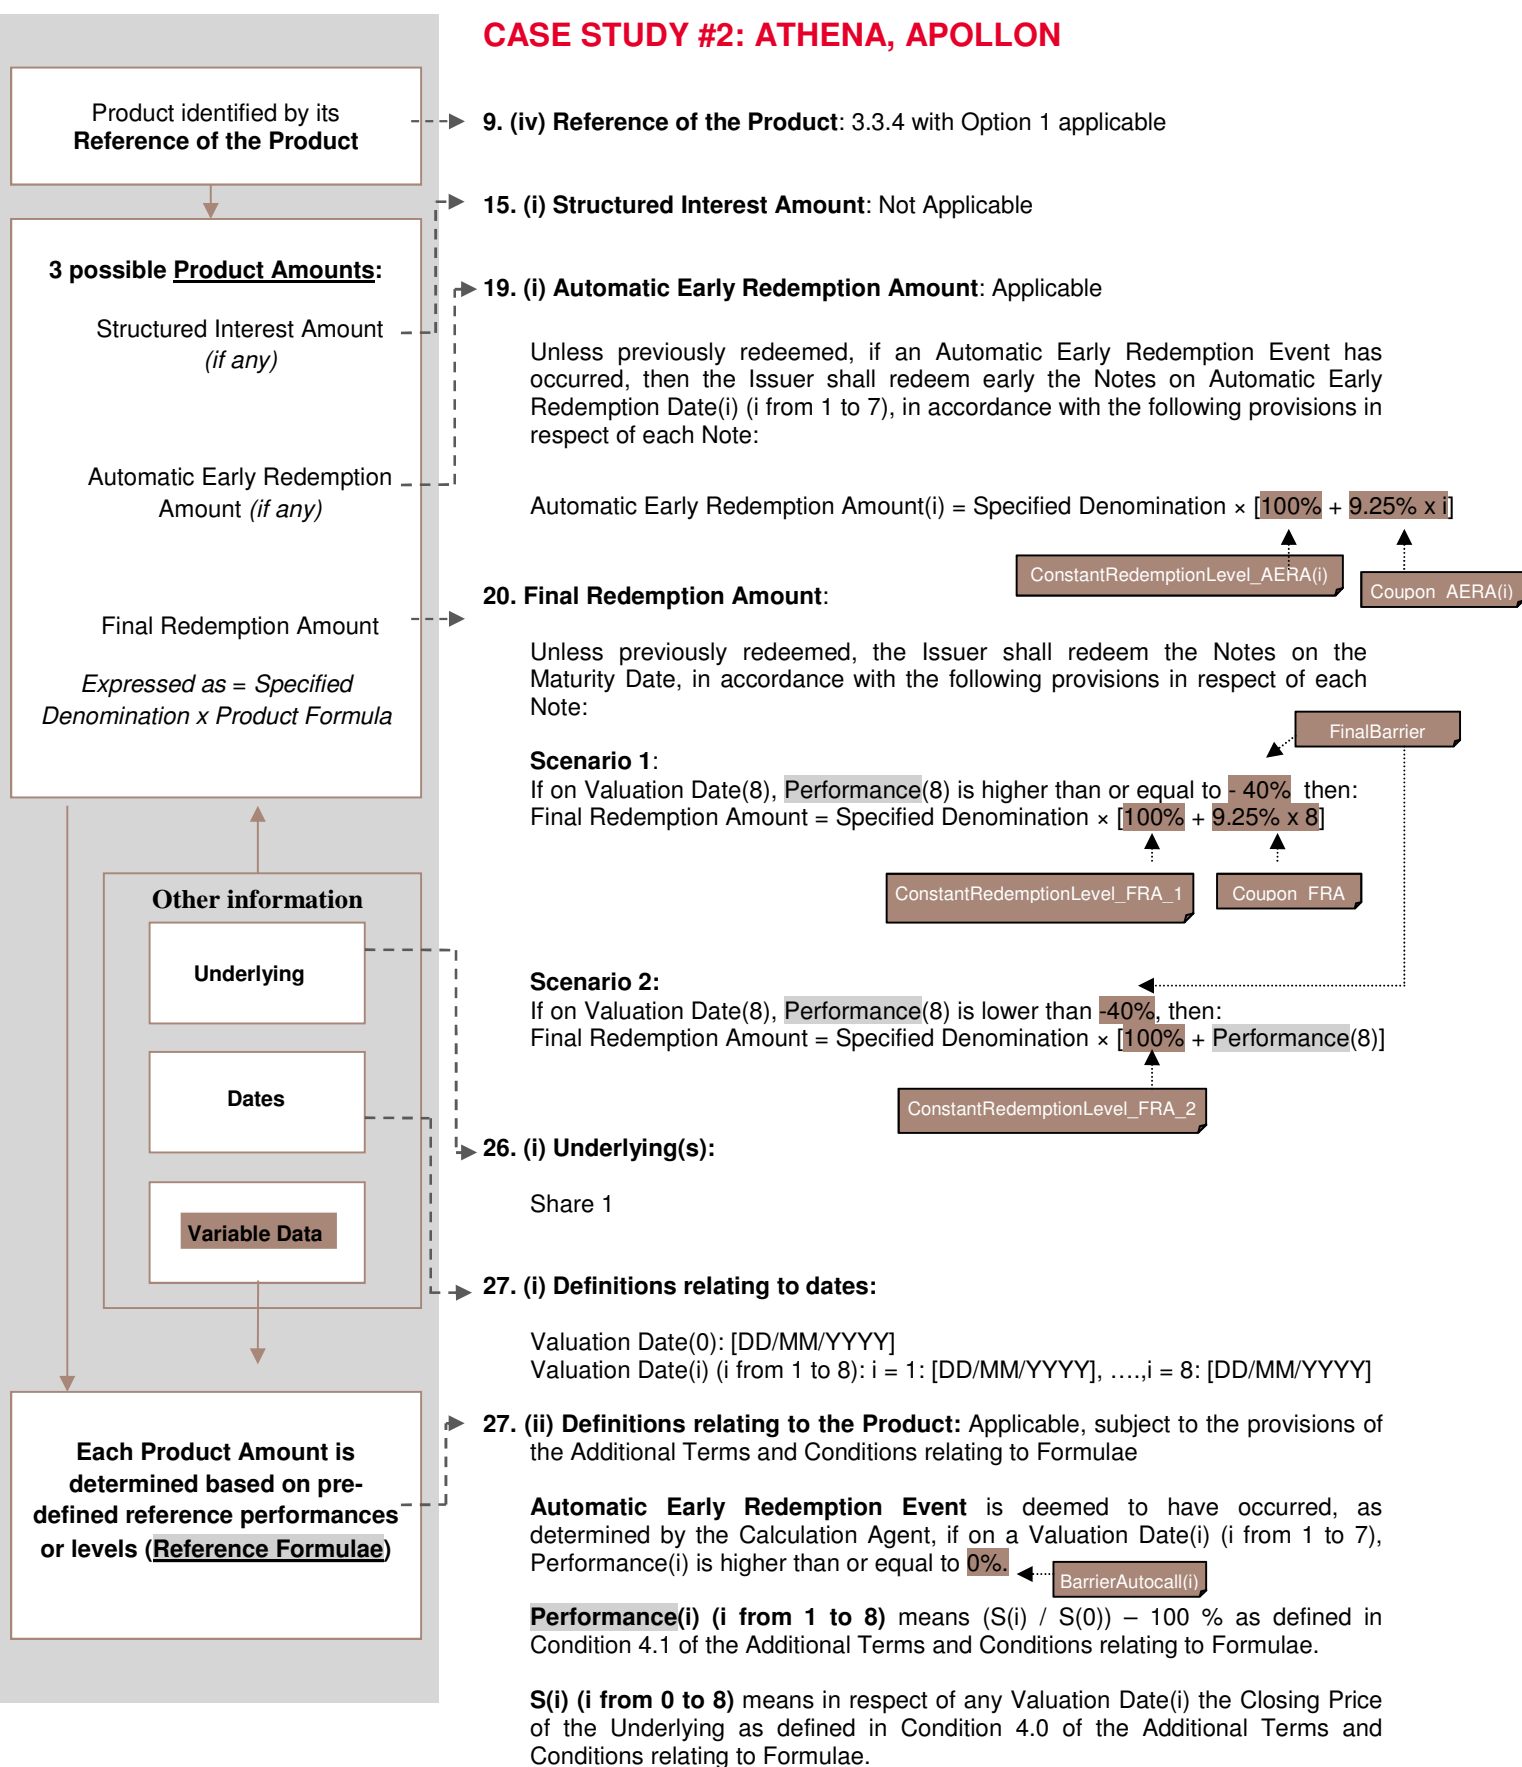 CASE STUDY #2: ATHENA, APOLLON
Product identified by its
Reference of the Product
9. (iv) Reference of the Product: 3.3.4 with Option 1 applicable
15. (i) Structured Interest Amount: Not Applicable
3 possible Product Amounts:
Structured Interest Amount
(if any)
Automatic Early Redemption
Amount (if any)
Final Redemption Amount
Expressed as = Specified
Denomination x Product Formula
19. (i) Automatic Early Redemption Amount: Applicable
Unless previously redeemed, if an Automatic Early Redemption Event has
occurred, then the Issuer shall redeem early the Notes on Automatic Early
Redemption Date(i) (i from 1 to 7), in accordance with the following provisions in
respect of each Note:
Automatic Early Redemption Amount(i) = Specified Denomination × [100% + 9.25% x i]
ConstantRedemptionLevel_AERA(i)
Coupon_AERA(i)
20. Final Redemption Amount:
Unless previously redeemed, the Issuer shall redeem the Notes on the
Maturity Date, in accordance with the following provisions in respect of each
Note:
FinalBarrier
Scenario 1:
If on Valuation Date(8), Performance(8) is higher than or equal to - 40% then:
Final Redemption Amount = Specified Denomination × [100% + 9.25% x 8]
ConstantRedemptionLevel_FRA_1
Coupon_FRA
Scenario 2:
If on Valuation Date(8), Performance(8) is lower than -40%, then:
Final Redemption Amount = Specified Denomination × [100% + Performance(8)]
ConstantRedemptionLevel_FRA_2
Other information
Underlying
Dates
Variable Data
26. (i) Underlying(s):
Share 1
27. (i) Definitions relating to dates:
Valuation Date(0): [DD/MM/YYYY]
Valuation Date(i) (i from 1 to 8): i = 1: [DD/MM/YYYY], ….,i = 8: [DD/MM/YYYY]
Each Product Amount is
determined based on pre-
defined reference performances
or levels (Reference Formulae)
27. (ii) Definitions relating to the Product: Applicable, subject to the provisions of
the Additional Terms and Conditions relating to Formulae
Automatic Early Redemption Event is deemed to have occurred, as
determined by the Calculation Agent, if on a Valuation Date(i) (i from 1 to 7),
Performance(i) is higher than or equal to 0%.
BarrierAutocall(i)
Performance(i) (i from 1 to 8) means (S(i) / S(0)) – 100 % as defined in
Condition 4.1 of the Additional Terms and Conditions relating to Formulae.
S(i) (i from 0 to 8) means in respect of any Valuation Date(i) the Closing Price
of the Underlying as defined in Condition 4.0 of the Additional Terms and
Conditions relating to Formulae.